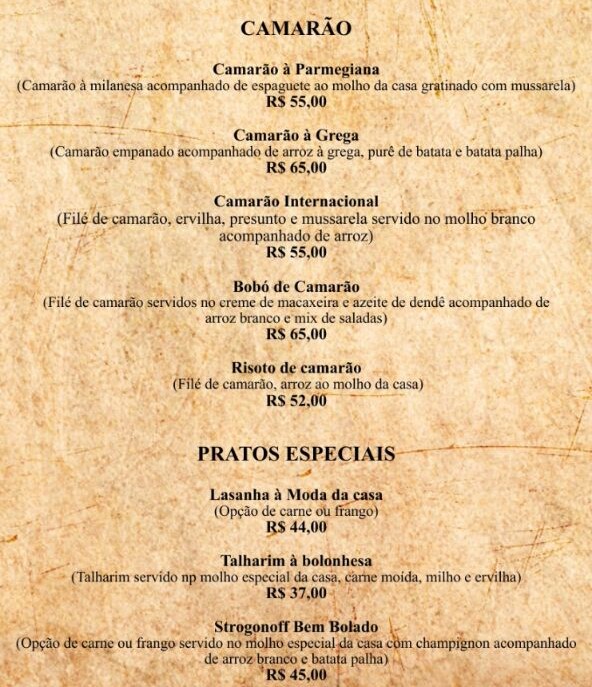 CAMARÃO
Camarão à Parmegiana
(Camarão à milanesa acompanhado de espaguete ao molho da casa gratinado com mussarela)
R$ 55,00
Camarão à Grega
(Camarão empanado acompanhado de arroz à grega, purê de batata e batata palha)
R$ 65,00
Camarão Internacional
(Filé de camarão, ervilha, presunto e mussarela servido no molho branco
acompanhado de arroz)
R$ 55,00
Bobó de Camarão
(Filé de camarão servidos no creme de macaxeira e azeite de dendê acompanhado de
arroz branco e mix de saladas)
R$ 65,00
Risoto de camarão
(Filé de camarão, arroz ao molho da casa)
R$ 52,00
PRATOS ESPECIAIS
Lasanha à Moda da casa
(Opção de carne ou frango)
R$ 44,00
Talharim à bolonhesa
(Talharim servido np molho especial da casa, carne moída, milho e ervilha)
R$ 37,00
Strogonoff Bem Bolado
(Opção de carne ou frango servido no molho especial da casa com champignon acompanhado
de arroz branco e batata palha)
R$ 45,00